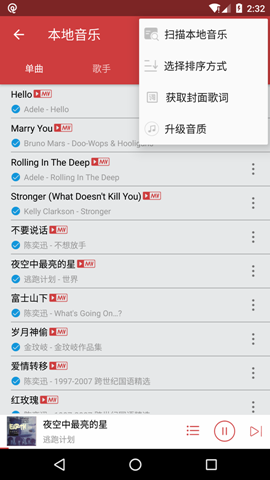 2:32
本地音乐
扫描本地音乐
选择排序方式
获取封面歌词
升级音质
单曲
歌手
Hello MV
Adele - Hello
Marry You MV
Bruno Mars - Doo-Wops & Hooligans
Rolling In The Deep MV
Adele - Rolling In The Deep
Stronger (What Doesn't Kill You) MV
Kelly Clarkson - Stronger
不要说话 MV
陈奕迅 - 不想放手
夜空中最亮的星 MV
逃跑计划 - 世界
富士山下 MV
陈奕迅 - What's Going On...?
岁月神偷 MV
金玟岐 - 金玟岐作品集
爱情转移 MV
陈奕迅 - 1997-2007 跨世纪国语精选
红玫瑰 MV
夜空中最亮的星
逃跑计划